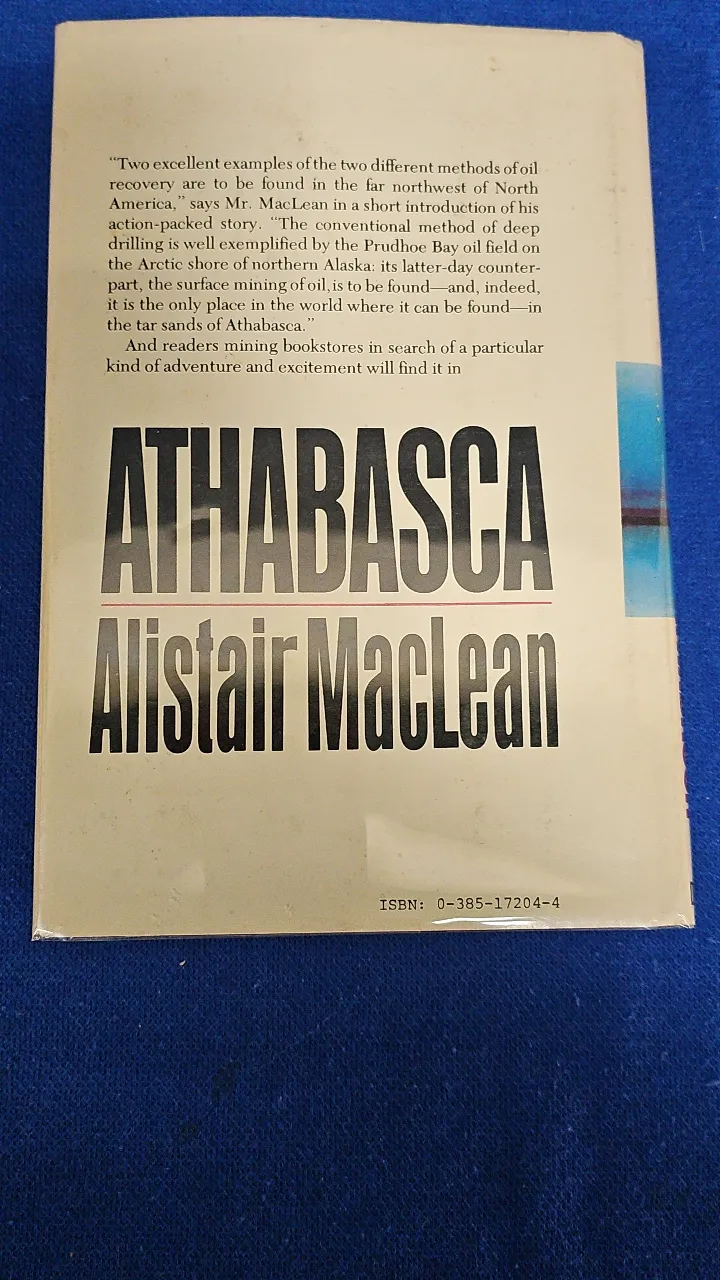 "Two excellent examples of the two different methods of oil
recovery are to be found in the far northwest of North
America," says Mr. MacLean in a short introduction of his
action-packed story. "The conventional method of deep
drilling is well exemplified by the Prudhoe Bay oil field on
the Arctic shore of northern Alaska: its latter-day counter-
part, the surface mining of oil, is to be found—and, indeed,
it is the only place in the world where it can be found—in
the tar sands of Athabasca."
And readers mining bookstores in search of a particular
kind of adventure and excitement will find it in
ATHABASCA
Alistair MacLean
ISBN: 0-385-17204-4